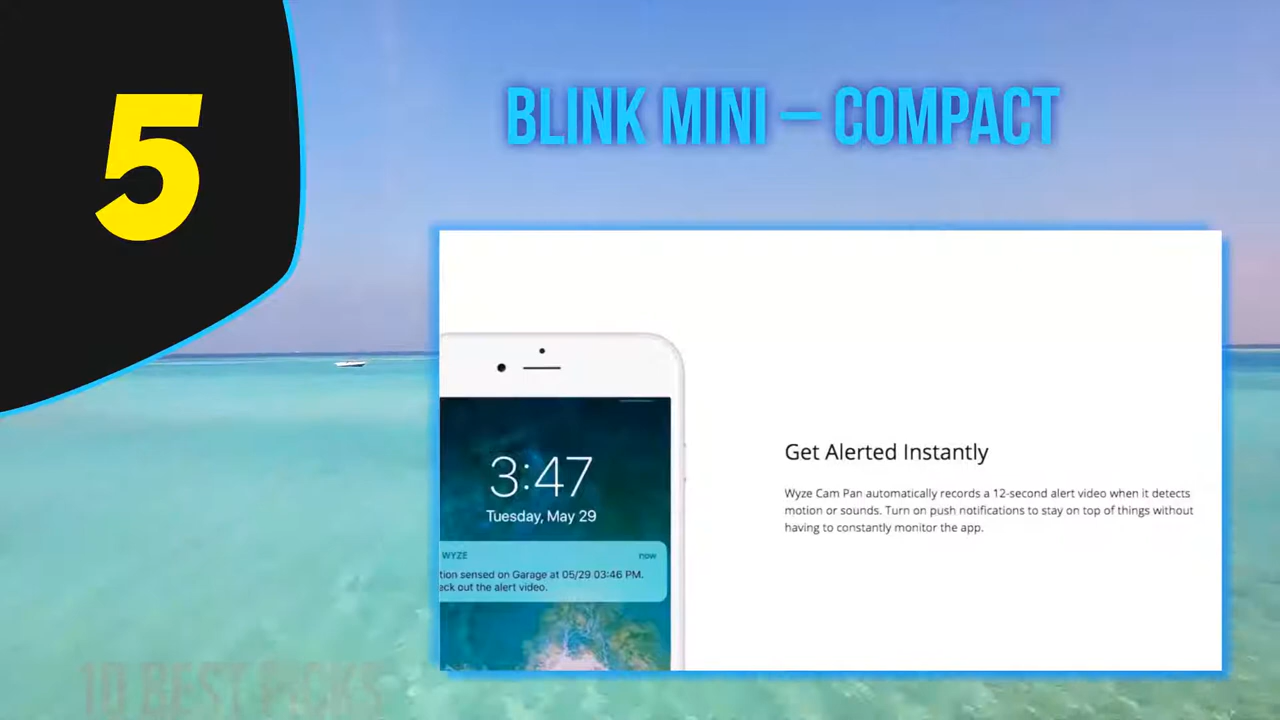 5
BLINK MINI – COMPACT
3:47
Tuesday, May 29
WYZE now
tion sensed on Garage at 05/29 03:46 PM.
eck out the alert video.
Get Alerted Instantly
Wyze Cam Pan automatically records a 12-second alert video when it detects
motion or sounds. Turn on push notifications to stay on top of things without
having to constantly monitor the app.
10 BEST PICKS